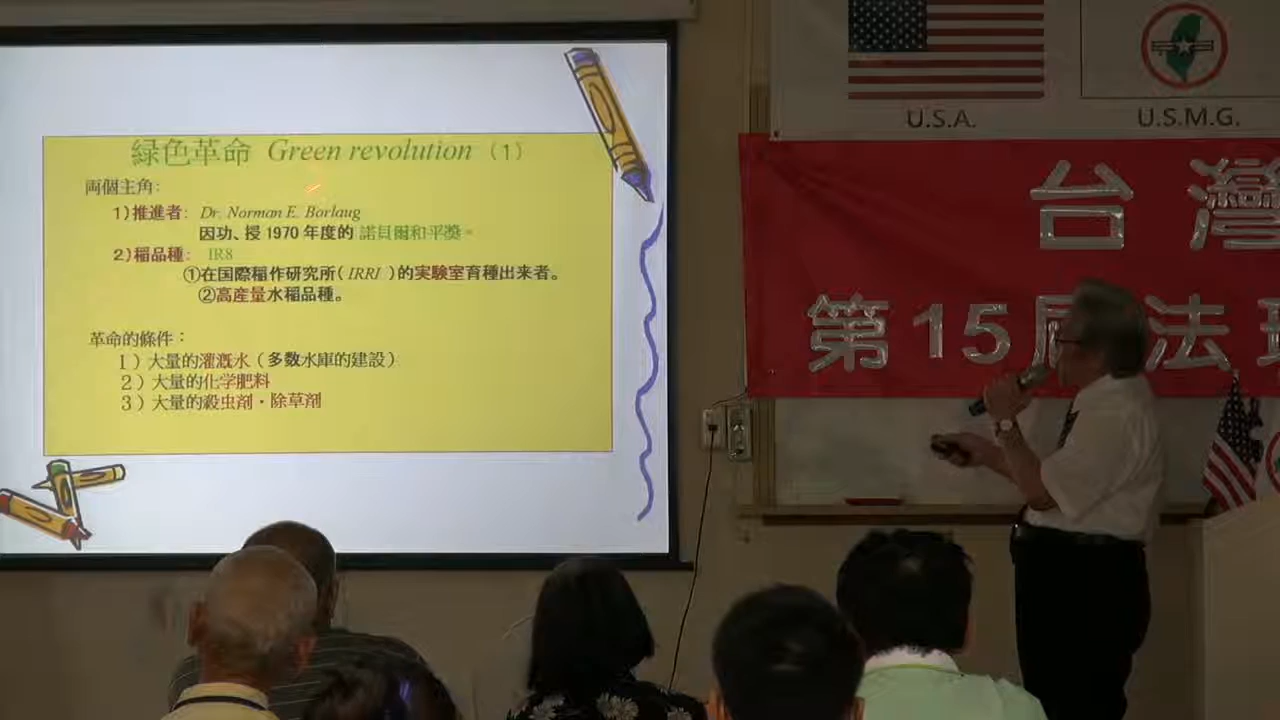 緑色革命 Green revolution (1)
両個主角:
1)推進者: Dr. Norman E. Borlaug
因功、授 1970 年度的 諾貝爾和平獎。
2)稲品種: IR8
①在国際稲作研究所( IRRI )的実験室育種出来者。
②高産量水稲品種。
革命的條件：
1）大量的灌漑水（多数水庫的建設）
2）大量的化学肥料
3）大量的殺虫剤・除草剤
U.S.A.
U.S.M.G.
台灣
第15屆法